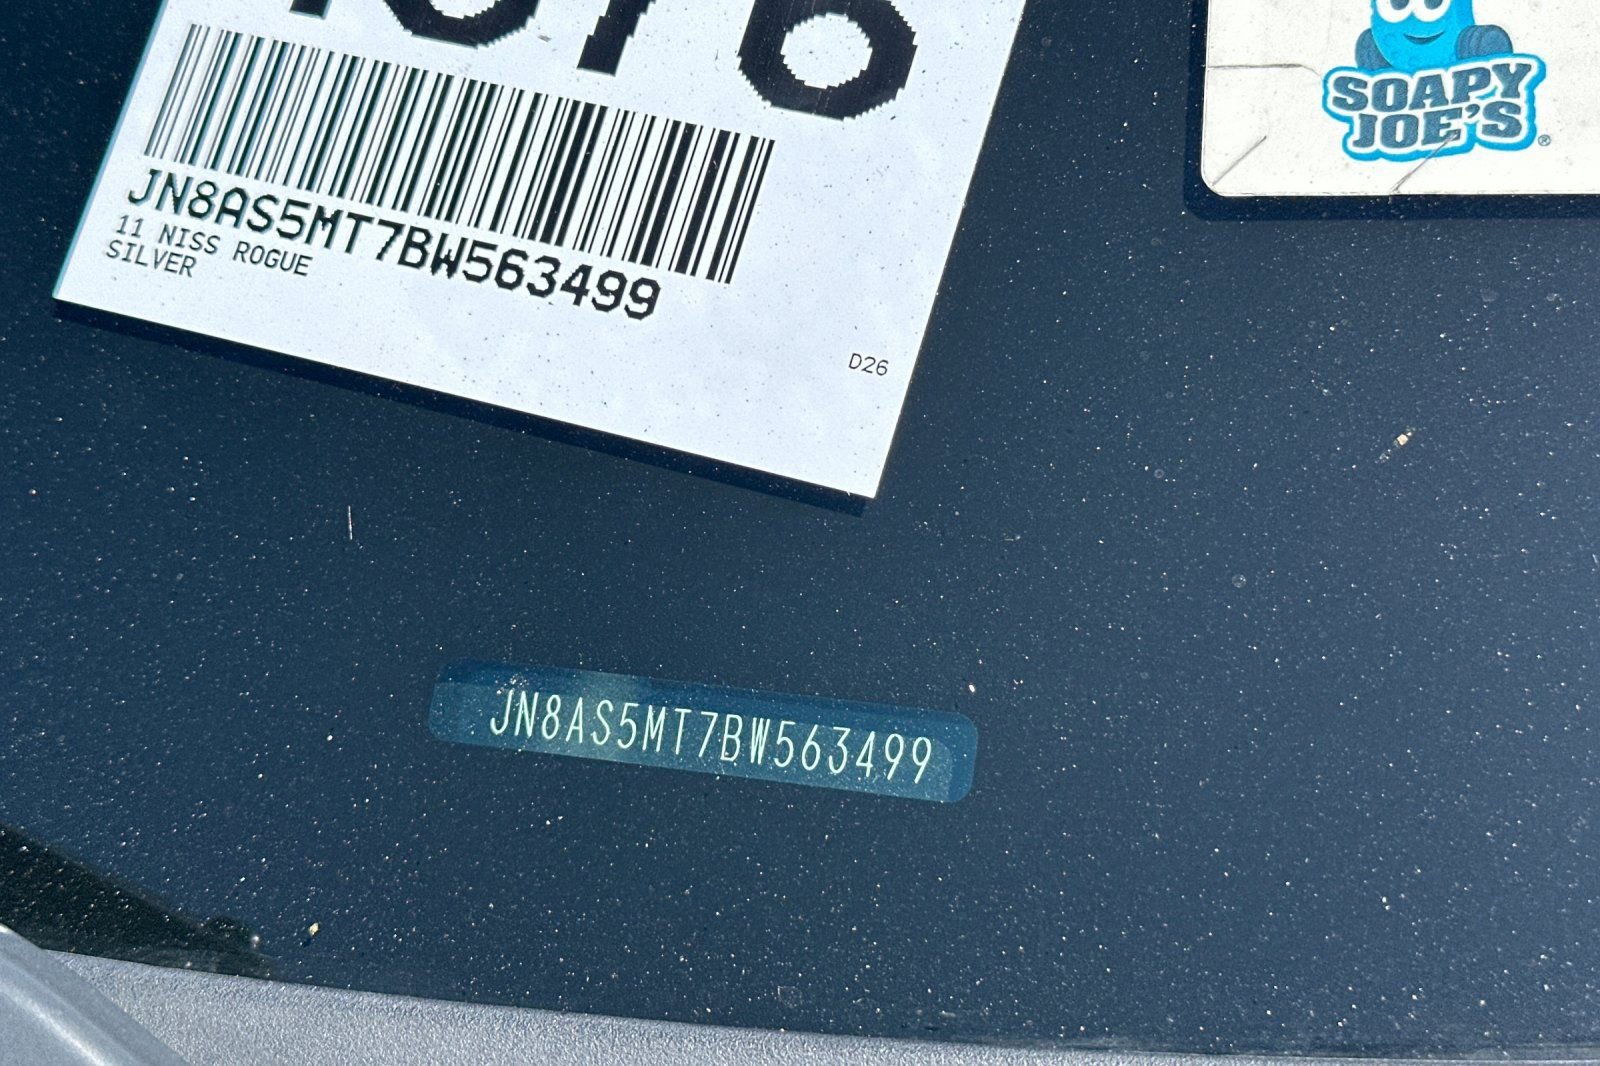 SOAPY
JOE'S®
JN8AS5MT7BW563499
11 NISS ROGUE
SILVER
D26
JN8AS5MT7BW563499